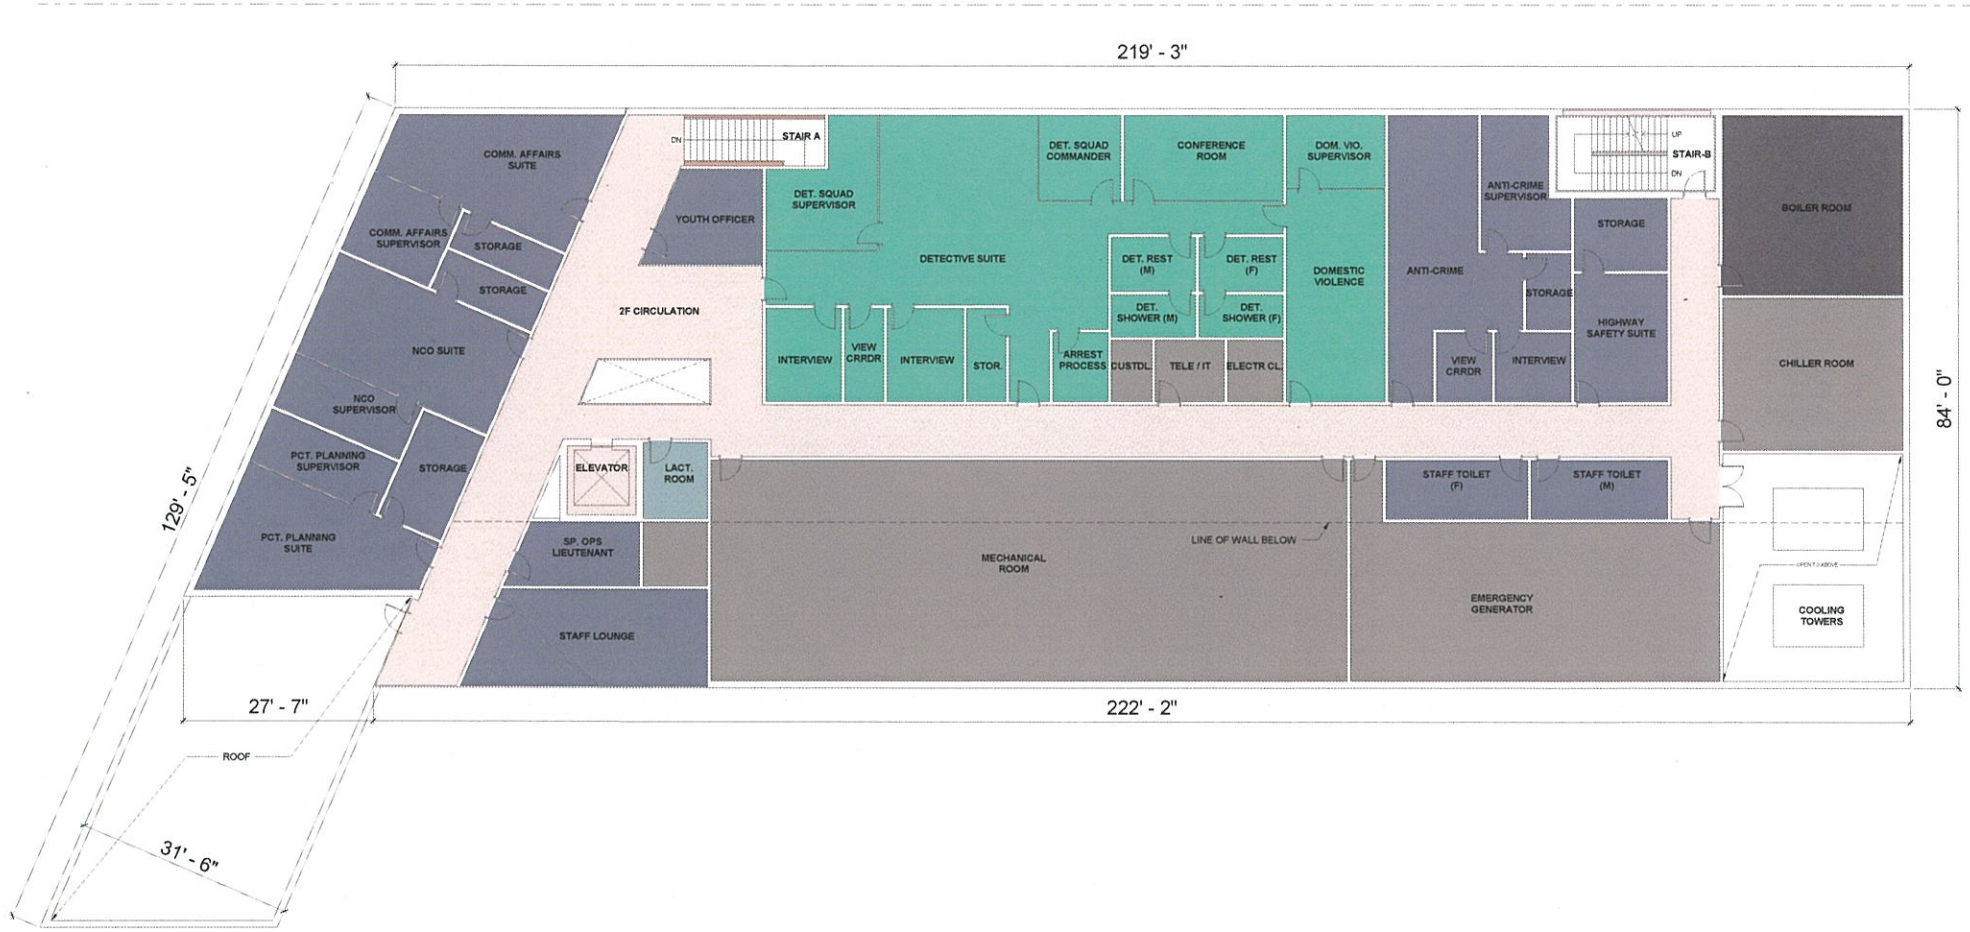 219' - 3"
COMM. AFFAIRS
SUITE
COMM. AFFAIRS
SUPERVISOR
STORAGE
STORAGE
NCO SUITE
NCO
SUPERVISOR
PCT. PLANNING
SUPERVISOR
STORAGE
PCT. PLANNING
SUITE
129' - 5"
DN
STAIR A
YOUTH OFFICER
2F CIRCULATION
DET. SQUAD
SUPERVISOR
DETECTIVE SUITE
DET. SQUAD
COMMANDER
CONFERENCE
ROOM
DOM. VIO.
SUPERVISOR
DET. REST
(M)
DET. REST
(F)
DET.
SHOWER (M)
DET.
SHOWER (F)
DOMESTIC
VIOLENCE
INTERVIEW
VIEW
CRRDR
INTERVIEW
STOR.
ARREST
PROCESS
CUSTDL.
TELE / IT
ELECTR CL.
ANTI-CRIME
ANTI-CRIME
SUPERVISOR
STORAGE
VIEW
CRRDR
INTERVIEW
UP
STAIR-B
DN
STORAGE
HIGHWAY
SAFETY SUITE
BOILER ROOM
CHILLER ROOM
84' - 0"
ELEVATOR
LACT.
ROOM
SP. OPS
LIEUTENANT
STAFF LOUNGE
MECHANICAL
ROOM
LINE OF WALL BELOW
STAFF TOILET
(F)
STAFF TOILET
(M)
EMERGENCY
GENERATOR
OPEN TO ABOVE
COOLING
TOWERS
27' - 7"
222' - 2"
ROOF
31' - 6"